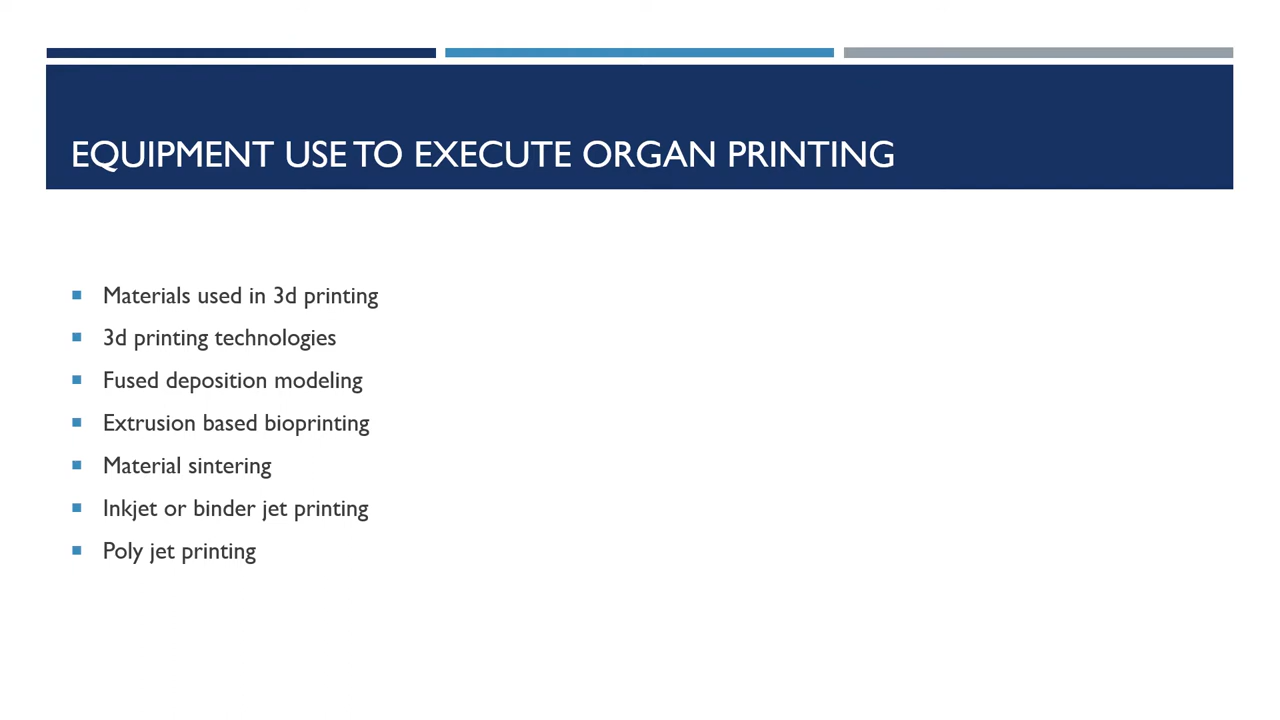 EQUIPMENT USE TO EXECUTE ORGAN PRINTING
Materials used in 3d printing
3d printing technologies
Fused deposition modeling
Extrusion based bioprinting
Material sintering
Inkjet or binder jet printing
Poly jet printing